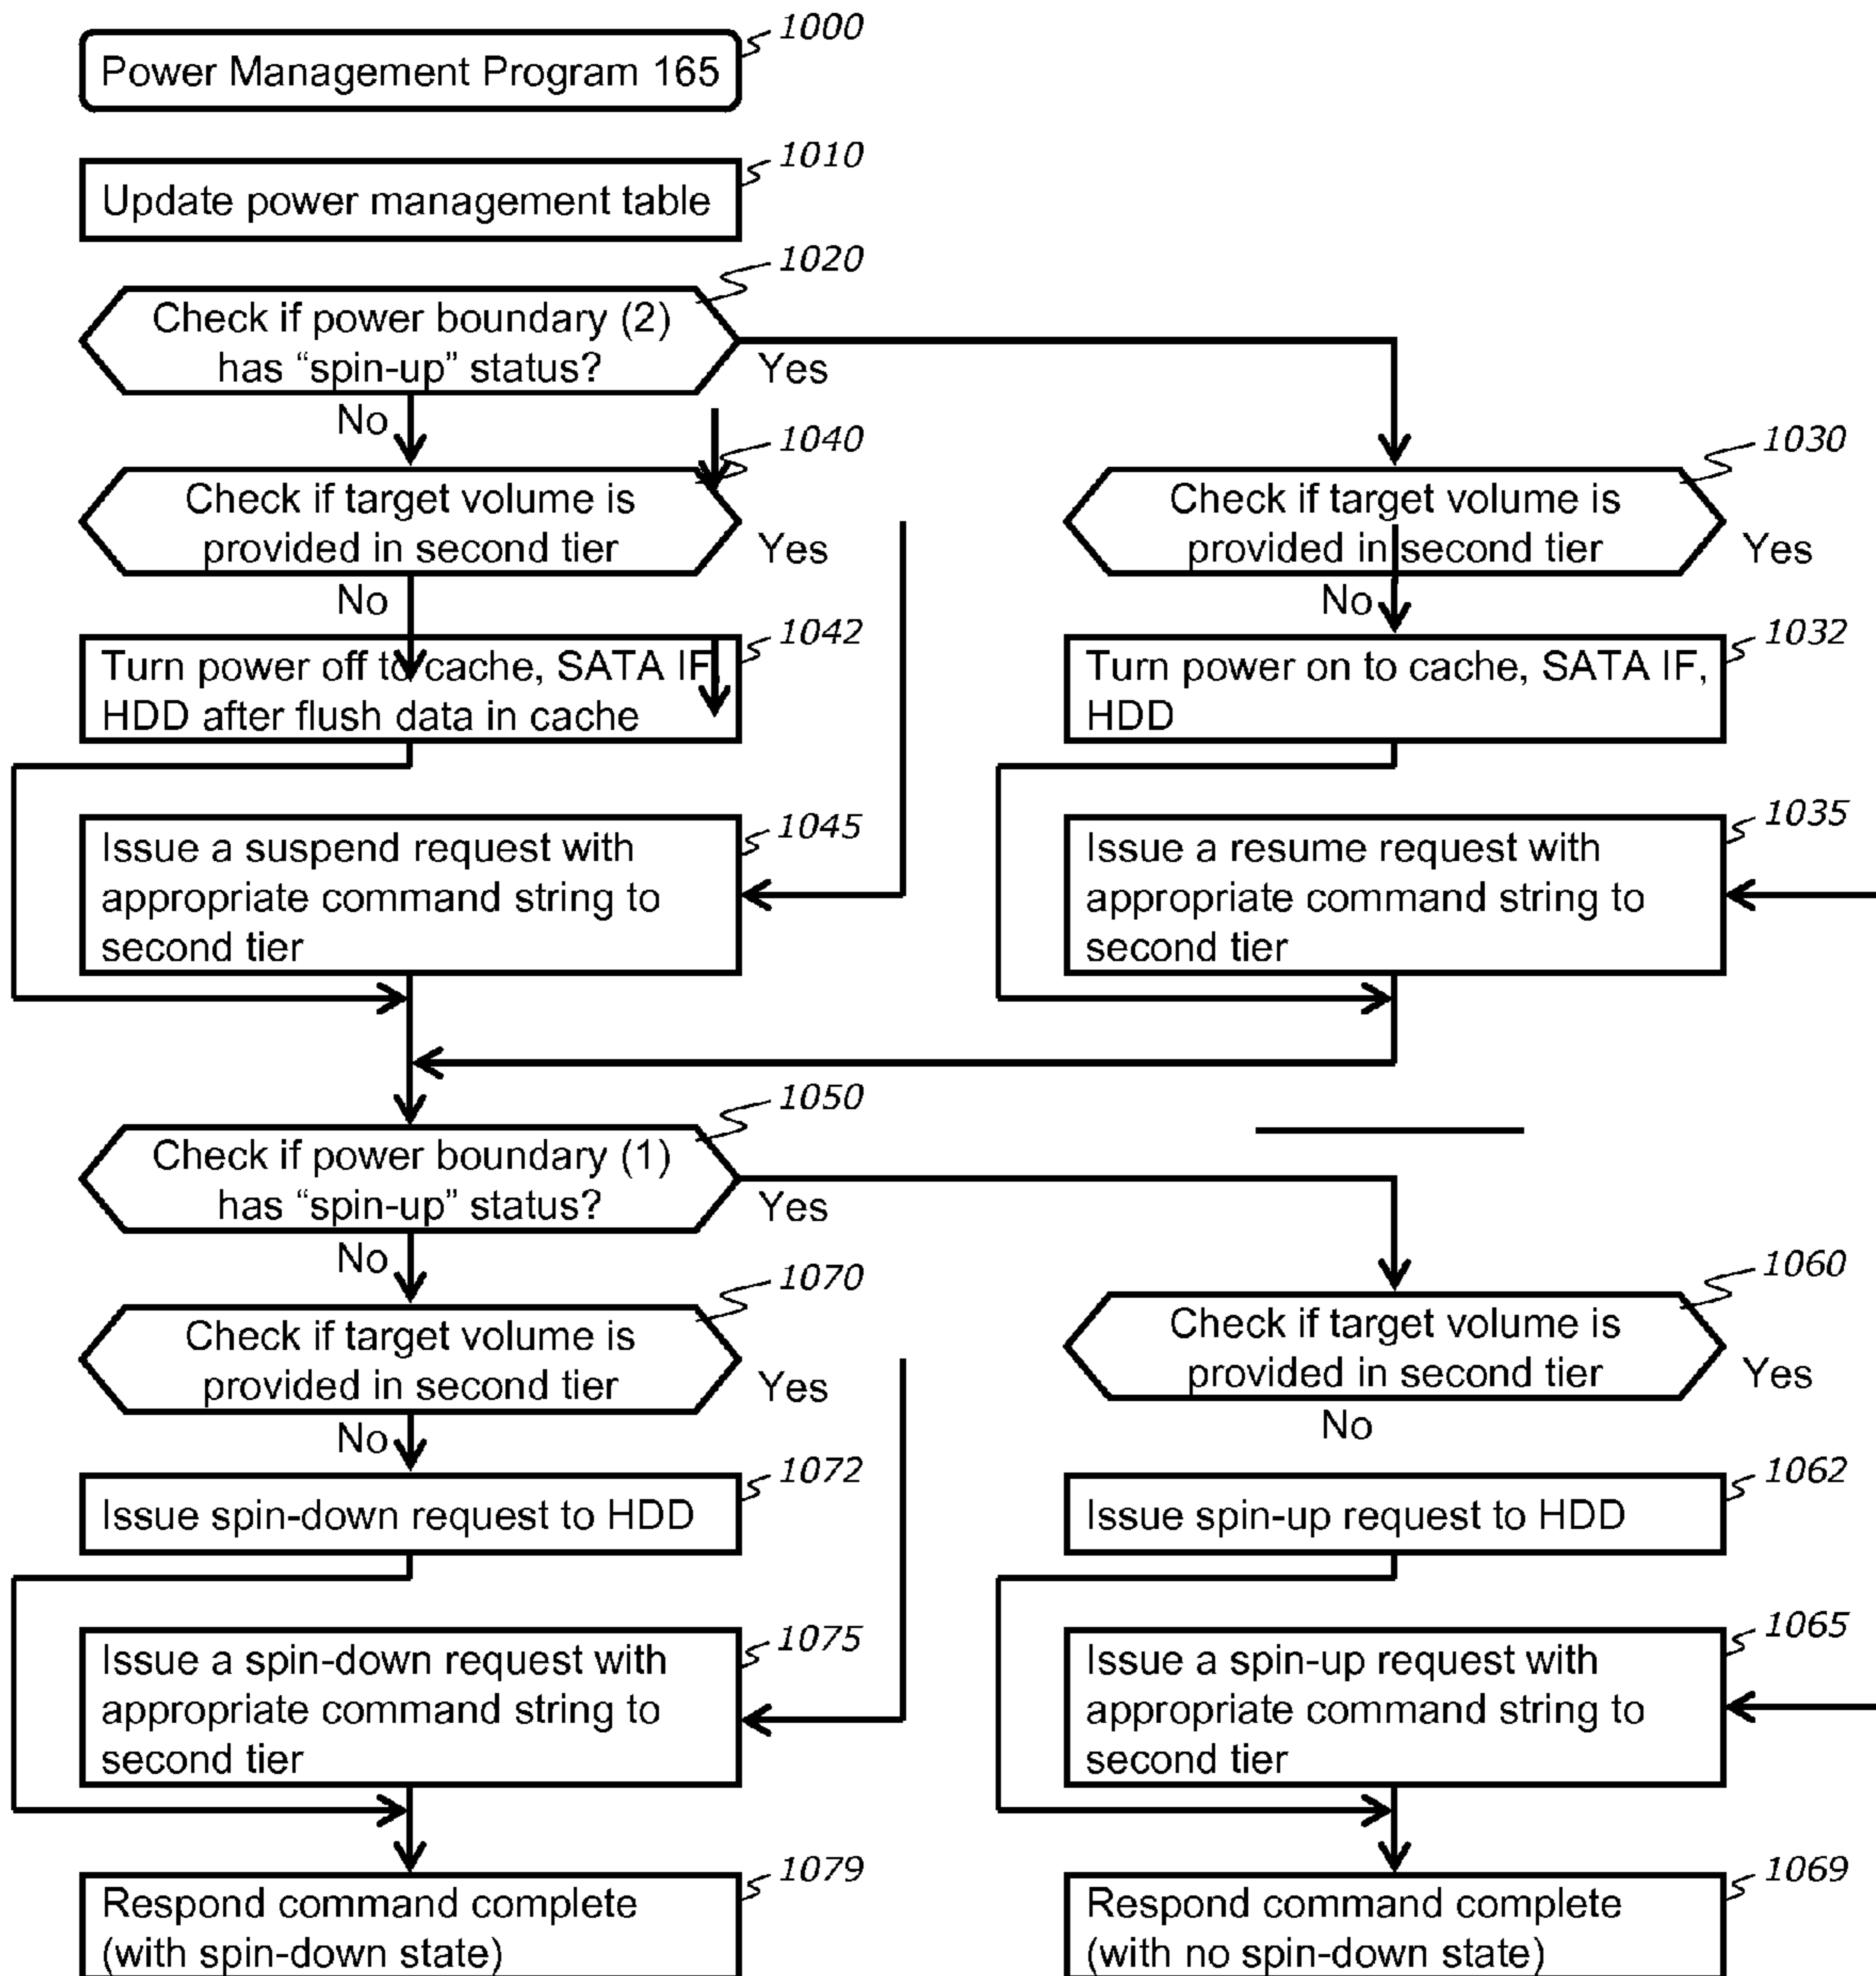 1000
Power Management Program 165
1010
Update power management table
1020
Check if power boundary (2)
has “spin-up” status?
Yes
No
1040
Check if target volume is
provided in second tier
Yes
No
1030
Check if target volume is
provided in second tier
Yes
No
1042
Turn power off to cache, SATA IF
HDD after flush data in cache
1032
Turn power on to cache, SATA IF,
HDD
1045
Issue a suspend request with
appropriate command string to
second tier
1035
Issue a resume request with
appropriate command string to
second tier
1050
Check if power boundary (1)
has “spin-up” status?
Yes
No
1070
Check if target volume is
provided in second tier
Yes
No
1060
Check if target volume is
provided in second tier
Yes
No
1072
Issue spin-down request to HDD
1062
Issue spin-up request to HDD
1075
Issue a spin-down request with
appropriate command string to
second tier
1065
Issue a spin-up request with
appropriate command string to
second tier
1079
Respond command complete
(with spin-down state)
1069
Respond command complete
(with no spin-down state)